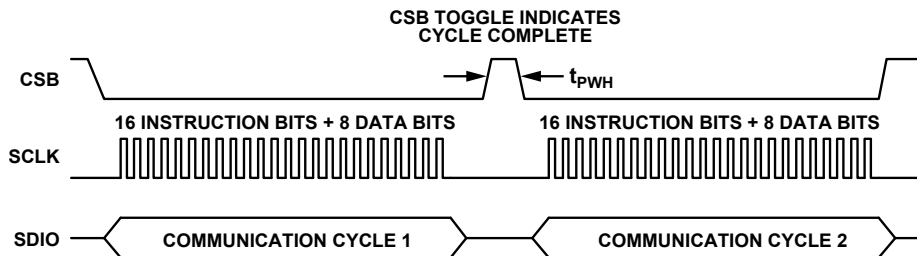 CSB TOGGLE INDICATES
CYCLE COMPLETE
CSB
tPWH
16 INSTRUCTION BITS + 8 DATA BITS
16 INSTRUCTION BITS + 8 DATA BITS
SCLK
SDIO
COMMUNICATION CYCLE 1
COMMUNICATION CYCLE 2